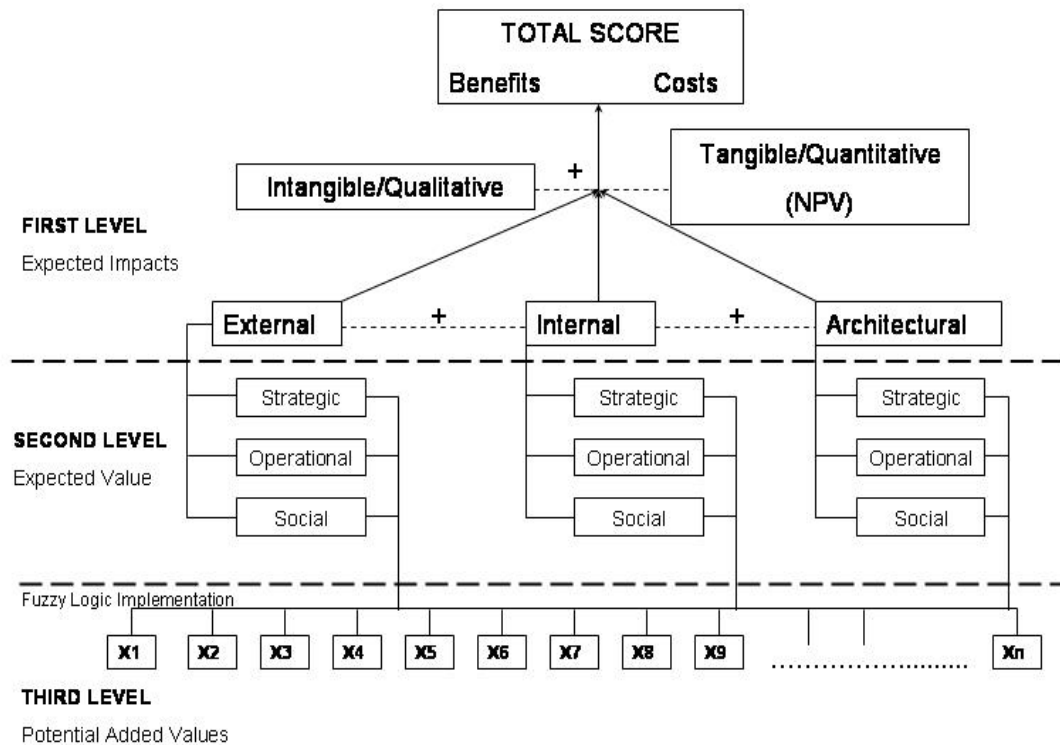 TOTAL SCORE
Benefits Costs
+
Intangible/Qualitative
Tangible/Quantitative
(NPV)
FIRST LEVEL
Expected Impacts
External + Internal + Architectural
Strategic Strategic Strategic
SECOND LEVEL
Expected Value
Operational Operational Operational
Social Social Social
Fuzzy Logic Implementation
X1 X2 X3 X4 X5 X6 X7 X8 X9 ........................ Xn
THIRD LEVEL
Potential Added Values